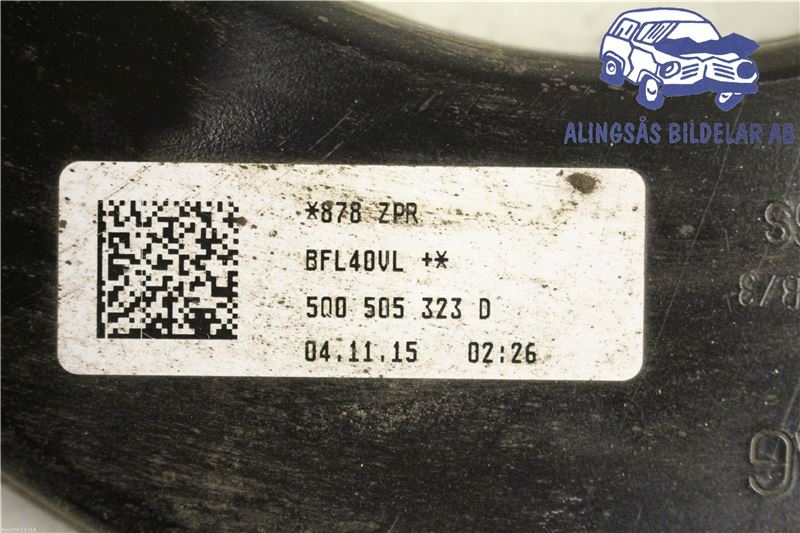 ALINGSÅS BILDELAR AB
*878 ZPR
BFL40VL +*
5Q0 505 323 D
04.11.15 02:26